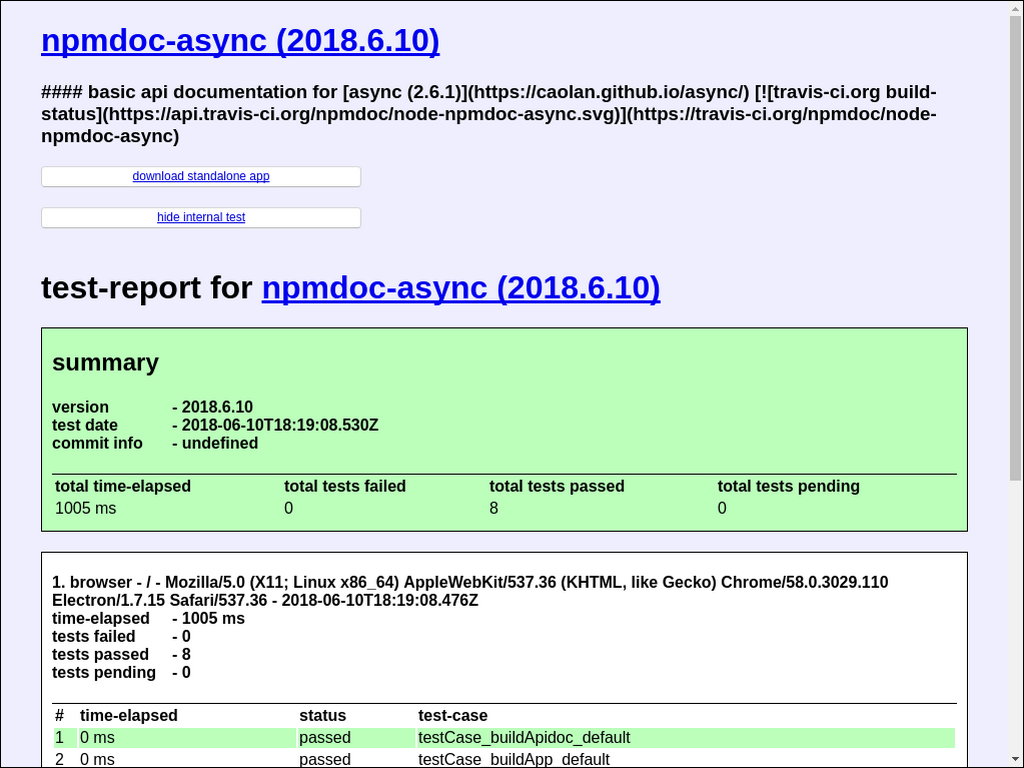 npmdoc-async (2018.6.10)
#### basic api documentation for [async (2.6.1)](https://caolan.github.io/async/) [![travis-ci.org build-
status](https://api.travis-ci.org/npmdoc/node-npmdoc-async.svg)](https://travis-ci.org/npmdoc/node-
npmdoc-async)
download standalone app
hide internal test
test-report for npmdoc-async (2018.6.10)
summary
version - 2018.6.10
test date - 2018-06-10T18:19:08.530Z
commit info - undefined
total time-elapsed total tests failed total tests passed total tests pending
1005 ms 0 8 0
1. browser - / - Mozilla/5.0 (X11; Linux x86_64) AppleWebKit/537.36 (KHTML, like Gecko) Chrome/58.0.3029.110
Electron/1.7.15 Safari/537.36 - 2018-06-10T18:19:08.476Z
time-elapsed - 1005 ms
tests failed - 0
tests passed - 8
tests pending - 0
# time-elapsed status test-case
1 0 ms passed testCase_buildApidoc_default
2 0 ms passed testCase_buildApp_default